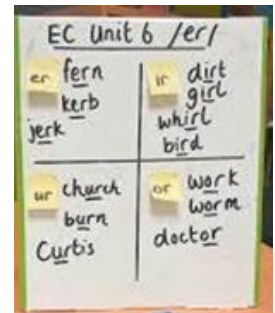 EC Unit 6 /er/
er fern
kerb
jerk
ir dirt
girl
whirl
bird
ur church
burn
Curtis
or work
worm
doctor